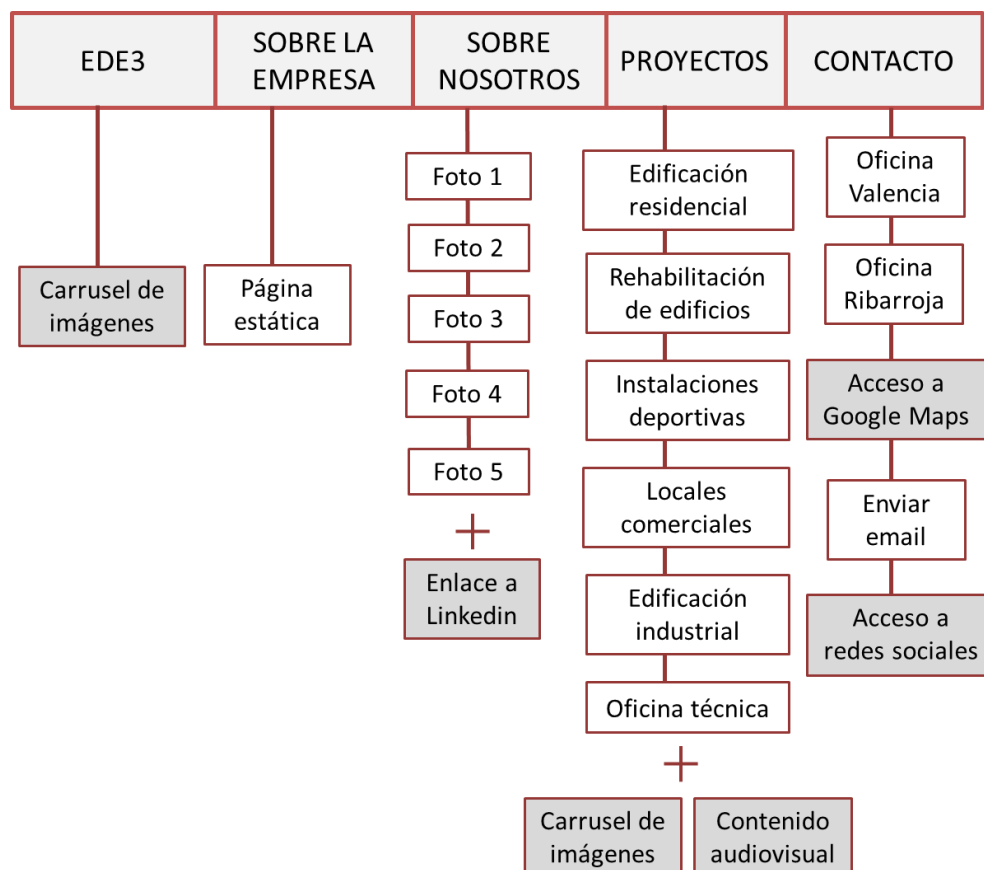 EDE3
SOBRE LA
EMPRESA
SOBRE
NOSOTROS
PROYECTOS
CONTACTO
Carrusel de
imágenes
Página
estática
Foto 1
Foto 2
Foto 3
Foto 4
Foto 5
Enlace a
Linkedin
Edificación
residencial
Rehabilitación
de edificios
Instalaciones
deportivas
Locales
comerciales
Edificación
industrial
Oficina técnica
Carrusel de
imágenes
Contenido
audiovisual
Oficina
Valencia
Oficina
Ribarroja
Acceso a
Google Maps
Enviar
email
Acceso a
redes sociales